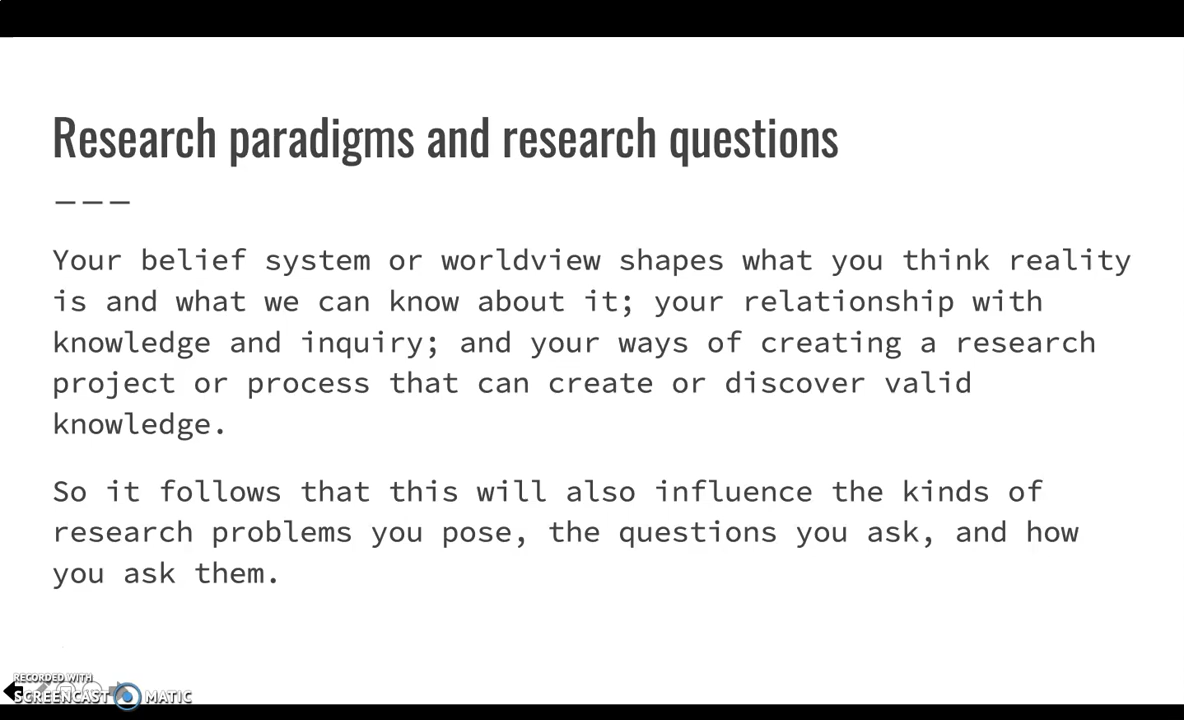 Research paradigms and research questions
Your belief system or worldview shapes what you think reality
is and what we can know about it; your relationship with
knowledge and inquiry; and your ways of creating a research
project or process that can create or discover valid
knowledge.
So it follows that this will also influence the kinds of
research problems you pose, the questions you ask, and how
you ask them.
RECORDED WITH
SCREENCAST MATIC